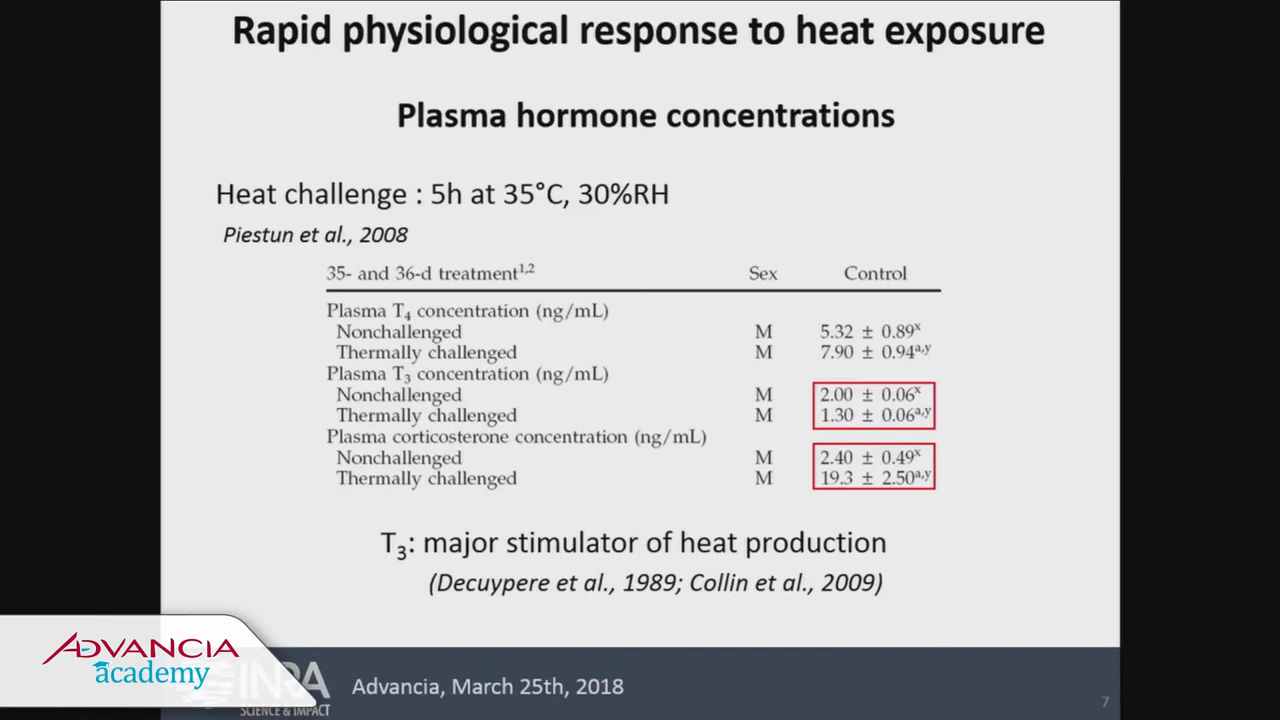 Rapid physiological response to heat exposure
Plasma hormone concentrations
Heat challenge : 5h at 35°C, 30%RH
Piestun et al., 2008
35- and 36-d treatment¹,² Sex Control
Plasma T₄ concentration (ng/mL)
Nonchallenged M 5.32 ± 0.89ˣ
Thermally challenged M 7.90 ± 0.94ᵃ,ʸ
Plasma T₃ concentration (ng/mL)
Nonchallenged M 2.00 ± 0.06ˣ
Thermally challenged M 1.30 ± 0.06ᵃ,ʸ
Plasma corticosterone concentration (ng/mL)
Nonchallenged M 2.40 ± 0.49ˣ
Thermally challenged M 19.3 ± 2.50ᵃ,ʸ
T₃: major stimulator of heat production
(Decuypere et al., 1989; Collin et al., 2009)
ADVANCIA
academy
INRA
SCIENCE & IMPACT
Advancia, March 25th, 2018
7